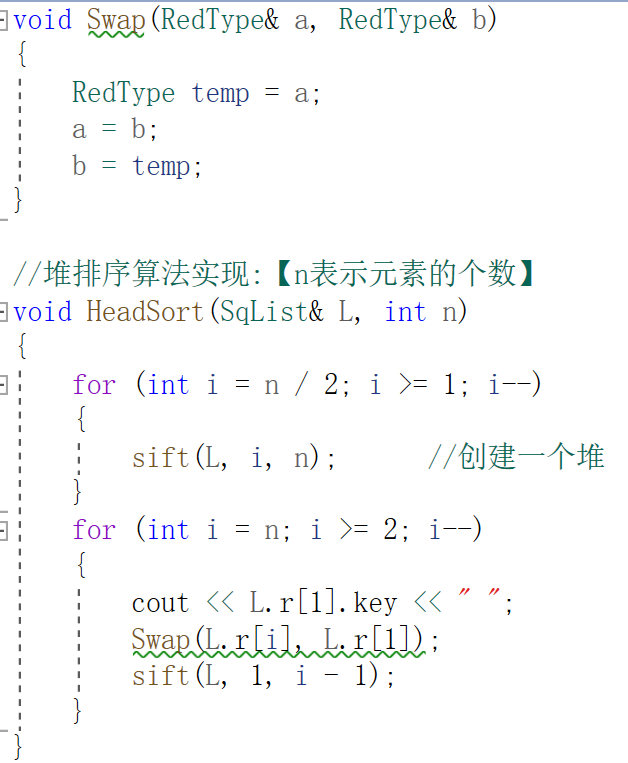 void Swap(RedType& a, RedType& b)
{
    RedType temp = a;
    a = b;
    b = temp;
}
//堆排序算法实现:【n表示元素的个数】
void HeadSort(SqList& L, int n)
{
    for (int i = n / 2; i >= 1; i--)
    {
        sift(L, i, n);      //创建一个堆
    }
    for (int i = n; i >= 2; i--)
    {
        cout << L.r[1].key << " ";
        Swap(L.r[i], L.r[1]);
        sift(L, 1, i - 1);
    }
}